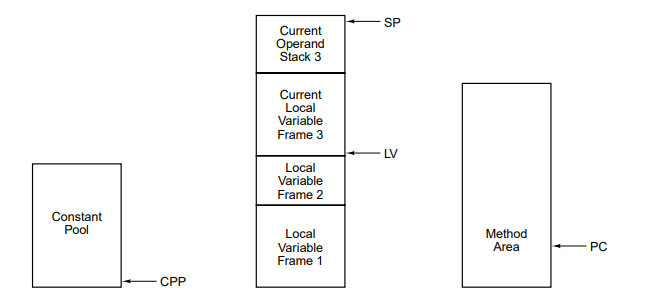 Current
Operand
Stack 3
SP
Current
Local
Variable
Frame 3
LV
Local
Variable
Frame 2
Local
Variable
Frame 1
Constant
Pool
CPP
Method
Area
PC